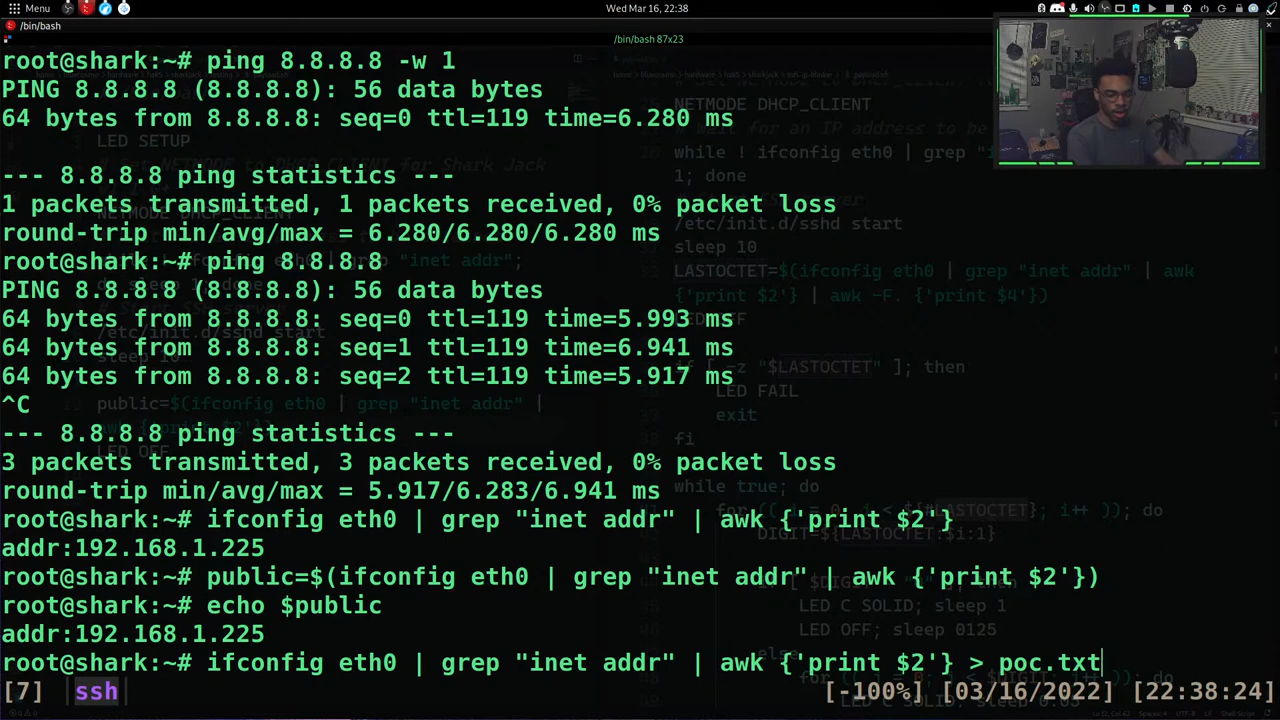 Menu
Wed Mar 16, 22:38
/bin/bash
/bin/bash 87x23
root@shark:~# ping 8.8.8.8 -w 1
PING 8.8.8.8 (8.8.8.8): 56 data bytes
64 bytes from 8.8.8.8: seq=0 ttl=119 time=6.280 ms
--- 8.8.8.8 ping statistics ---
1 packets transmitted, 1 packets received, 0% packet loss
round-trip min/avg/max = 6.280/6.280/6.280 ms
root@shark:~# ping 8.8.8.8
PING 8.8.8.8 (8.8.8.8): 56 data bytes
64 bytes from 8.8.8.8: seq=0 ttl=119 time=5.993 ms
64 bytes from 8.8.8.8: seq=1 ttl=119 time=6.941 ms
64 bytes from 8.8.8.8: seq=2 ttl=119 time=5.917 ms
^C
--- 8.8.8.8 ping statistics ---
3 packets transmitted, 3 packets received, 0% packet loss
round-trip min/avg/max = 5.917/6.283/6.941 ms
root@shark:~# ifconfig eth0 | grep "inet addr" | awk {'print $2'}
addr:192.168.1.225
root@shark:~# public=$(ifconfig eth0 | grep "inet addr" | awk {'print $2'})
root@shark:~# echo $public
addr:192.168.1.225
root@shark:~# ifconfig eth0 | grep "inet addr" | awk {'print $2'} > poc.txt
[7] |ssh| [-100%] [03/16/2022] [22:38:24]
LED SETUP
NETMODE DHCP_CLIENT
while ! ifconfig eth0 | grep "i
1; done
/etc/init.d/sshd start
sleep 10
LASTOCTET=$(ifconfig eth0 | grep "inet addr" | awk
{'print $2'} | awk -F. {'print $4'})
if [ -z "$LASTOCTET" ]; then
LED FAIL
exit
fi
while true; do
DIGIT=${LASTOCTET:$i:1}
LED C SOLID; sleep 1
LED OFF; sleep 0125
else
public=$(ifconfig eth0 | grep "inet addr" |